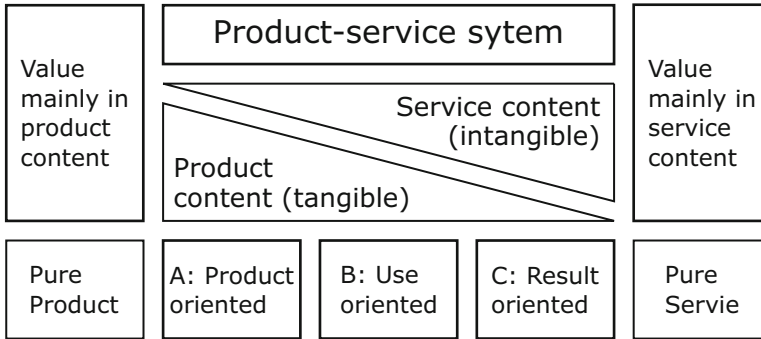 Product-service sytem
Value
mainly in
product
content
Service content
(intangible)
Product
content (tangible)
Value
mainly in
service
content
Pure
Product
A: Product
oriented
B: Use
oriented
C: Result
oriented
Pure
Servie